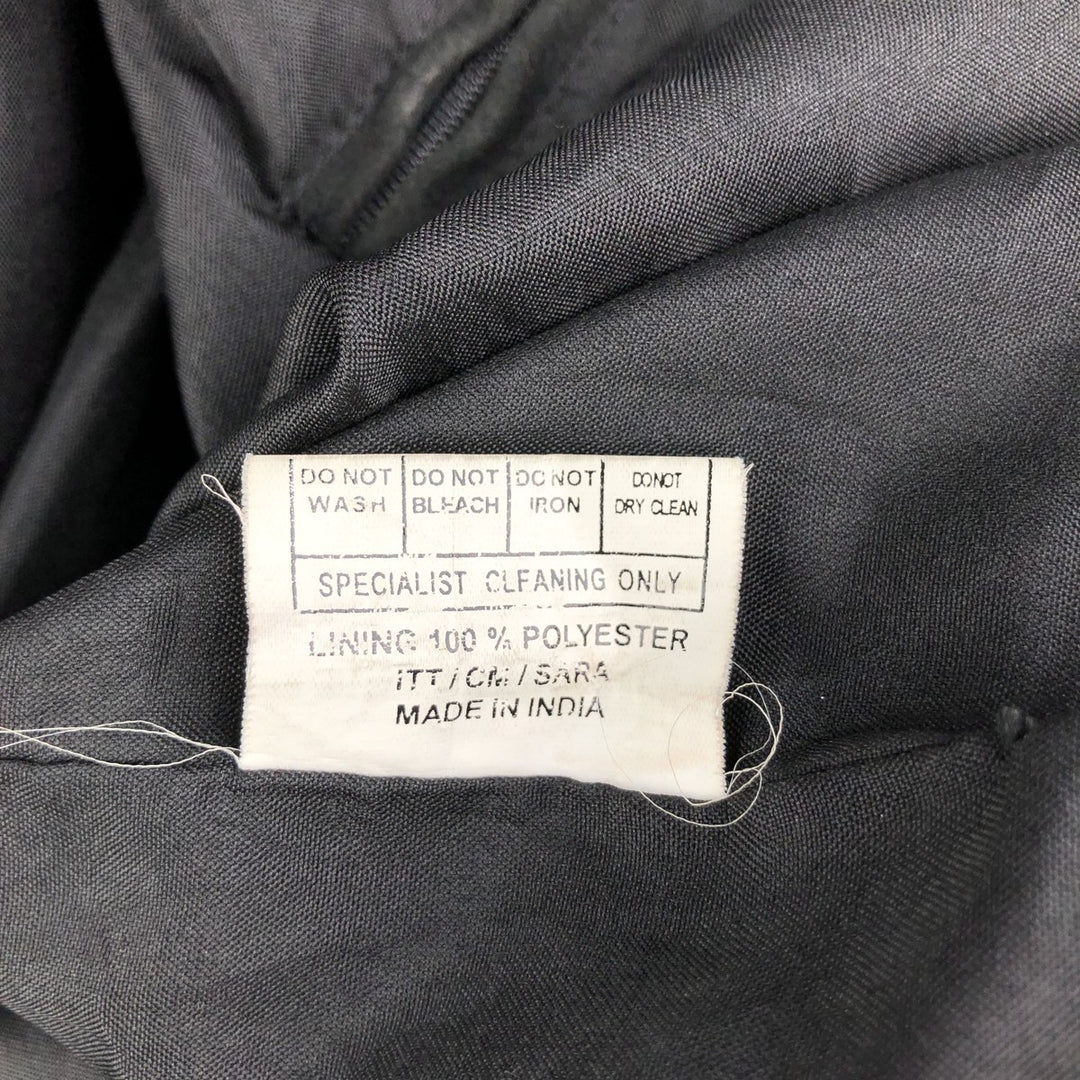 DO NOT WASH DO NOT BLEACH DO NOT IRON DO NOT DRY CLEAN
SPECIALIST CLEANING ONLY
LINING 100 % POLYESTER
ITT / CM / SARA
MADE IN INDIA